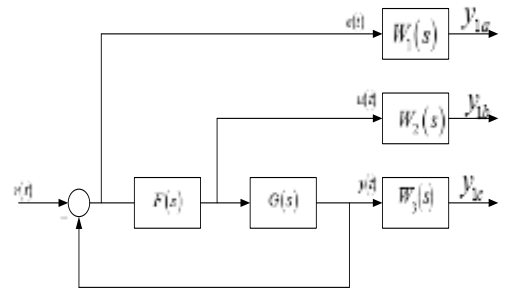 e(t) W₁(s) y₁ₐ
u(t) W₂(s) y₁b
r(t) F(s) G(s) y(t) W₃(s) y₁c
−